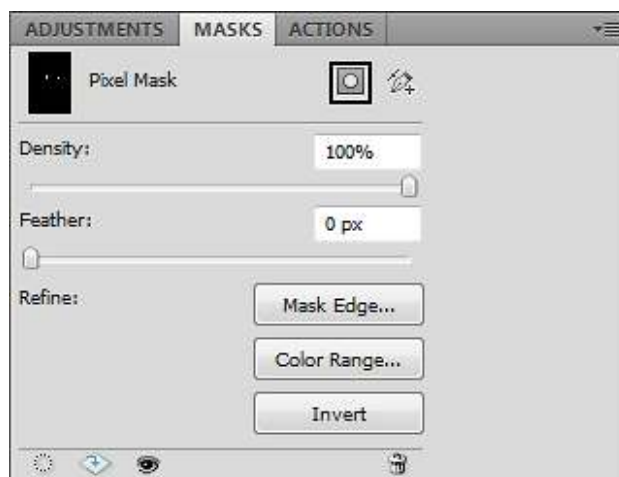 ADJUSTMENTS MASKS ACTIONS
Pixel Mask
Density: 100%
Feather: 0 px
Refine: Mask Edge...
Color Range...
Invert